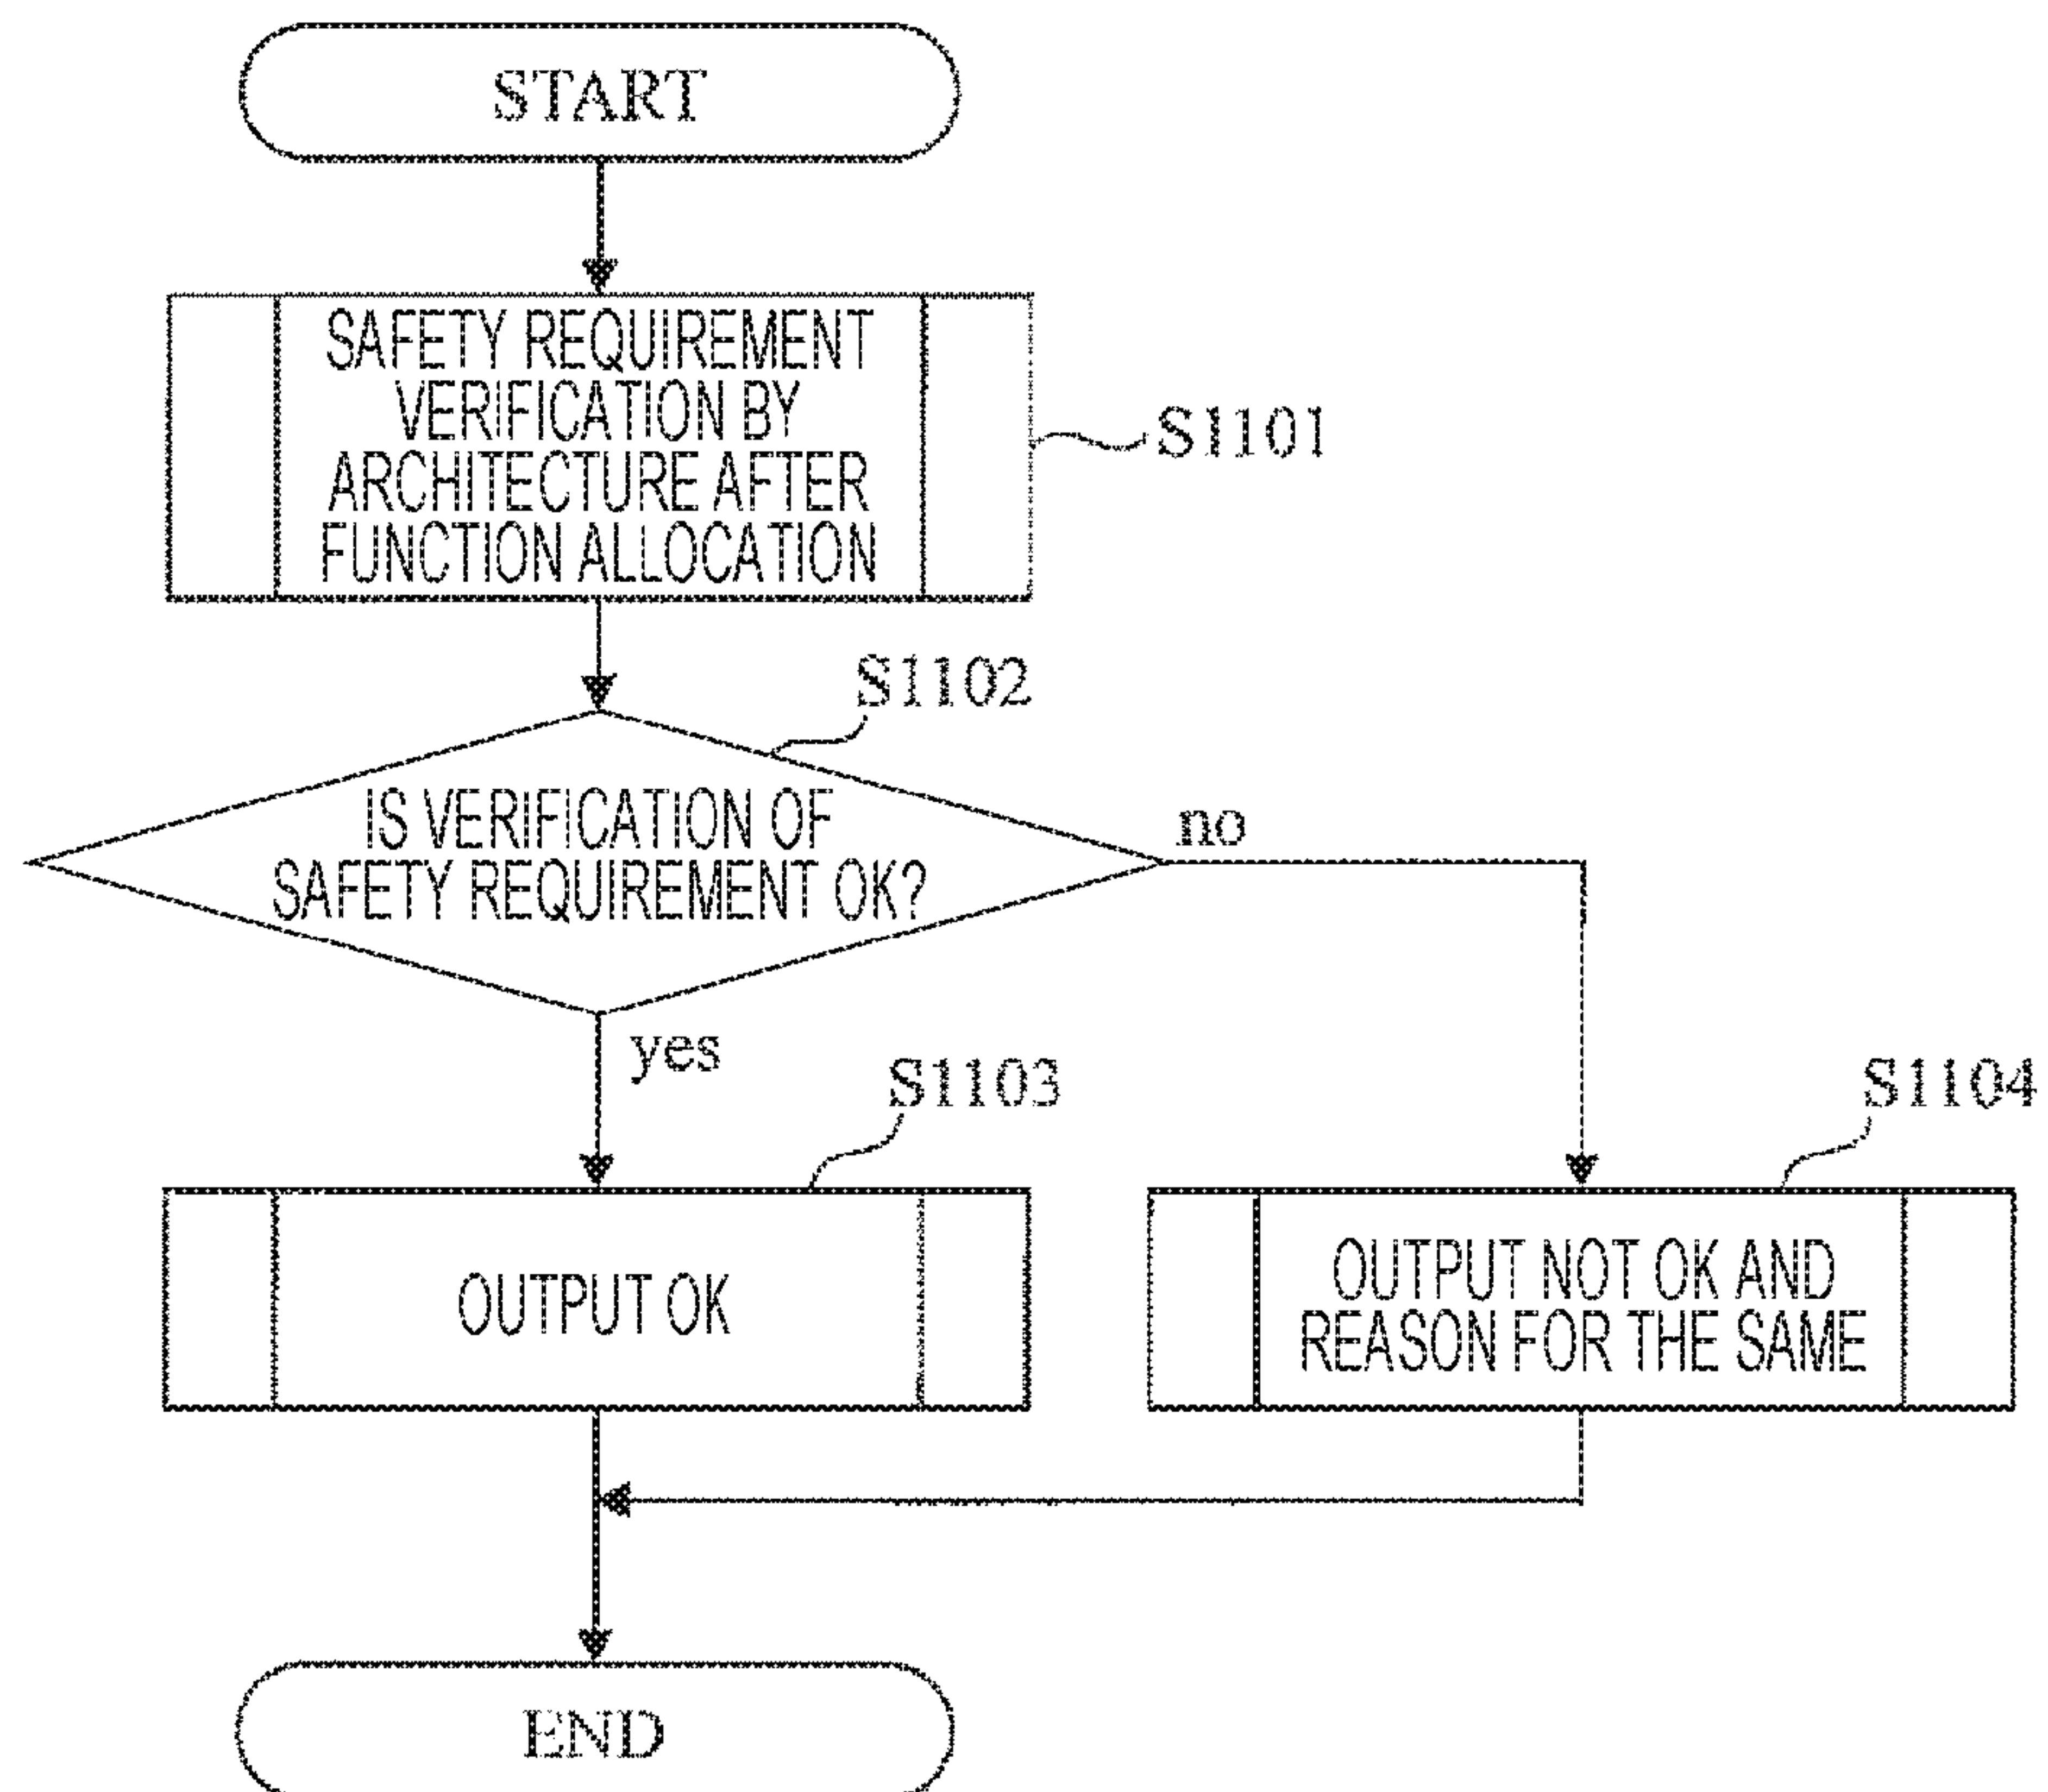 START
SAFETY REQUIREMENT
VERIFICATION BY
ARCHITECTURE AFTER
FUNCTION ALLOCATION
S1101
S1102
IS VERIFICATION OF
SAFETY REQUIREMENT OK?
no
yes
S1103
S1104
OUTPUT OK
OUTPUT NOT OK AND
REASON FOR THE SAME
END